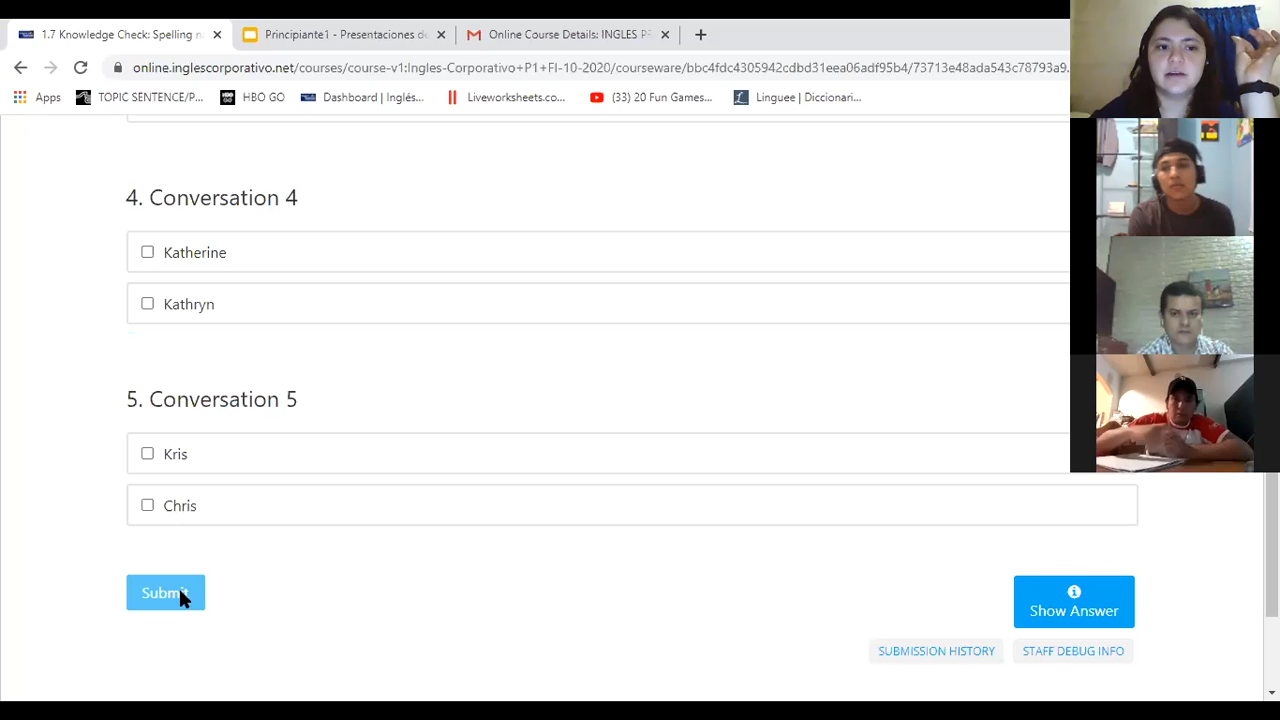 1.7 Knowledge Check: Spelling n
Principiante1 - Presentaciones de
Online Course Details: INGLES P
online.inglescorporativo.net/courses/course-v1:Ingles-Corporativo+P1+FI-10-2020/courseware/bbc4fdc4305942cdbd31eea06adf95b4/73713e48ada543c78793a9.
Apps
TOPIC SENTENCE/P...
HBO GO
Dashboard | Inglés...
Liveworksheets.co...
(33) 20 Fun Games...
Linguee | Diccionari...
4. Conversation 4
Katherine
Kathryn
5. Conversation 5
Kris
Chris
Submit
Show Answer
SUBMISSION HISTORY
STAFF DEBUG INFO